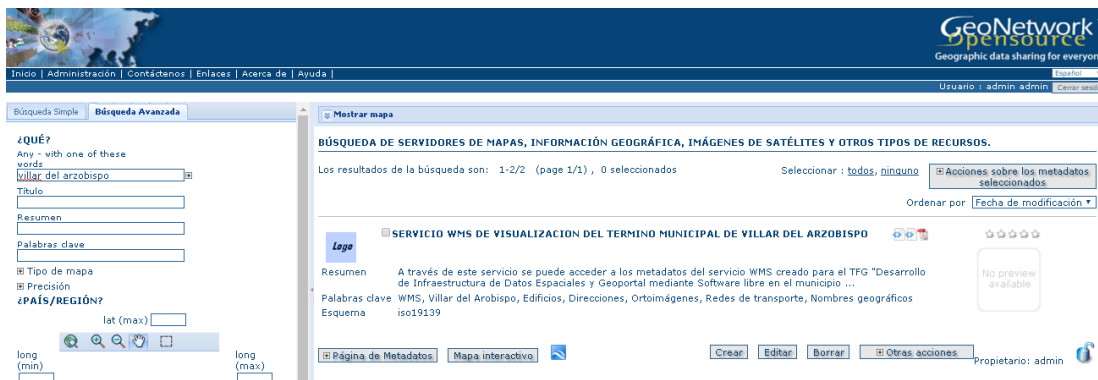 GeoNetwork
Opensource
Geographic data sharing for everyon
Inicio | Administración | Contáctenos | Enlaces | Acerca de | Ayuda |
Español
Usuario : admin admin Cerrar sesió
Búsqueda Simple Búsqueda Avanzada
¿QUÉ?
Any - with one of these
words
villar del arzobispo
Título
Resumen
Palabras clave
Tipo de mapa
Precisión
¿PAÍS/REGIÓN?
lat (max)
long
(min)
long
(max)
Mostrar mapa
BÚSQUEDA DE SERVIDORES DE MAPAS, INFORMACIÓN GEOGRÁFICA, IMÁGENES DE SATÉLITES Y OTROS TIPOS DE RECURSOS.
Los resultados de la búsqueda son: 1-2/2 (page 1/1) , 0 seleccionados
Seleccionar : todos, ninguno
Acciones sobre los metadatos
seleccionados
Ordenar por Fecha de modificación
Logo
SERVICIO WMS DE VISUALIZACION DEL TERMINO MUNICIPAL DE VILLAR DEL ARZOBISPO
Resumen A través de este servicio se puede acceder a los metadatos del servicio WMS creado para el TFG "Desarrollo
de Infraestructura de Datos Espaciales y Geoportal mediante Software libre en el municipio ...
Palabras clave WMS, Villar del Arobispo, Edificios, Direcciones, Ortoimágenes, Redes de transporte, Nombres geográficos
Esquema iso19139
No preview
available
Página de Metadatos Mapa interactivo
Crear Editar Borrar Otras acciones
Propietario: admin